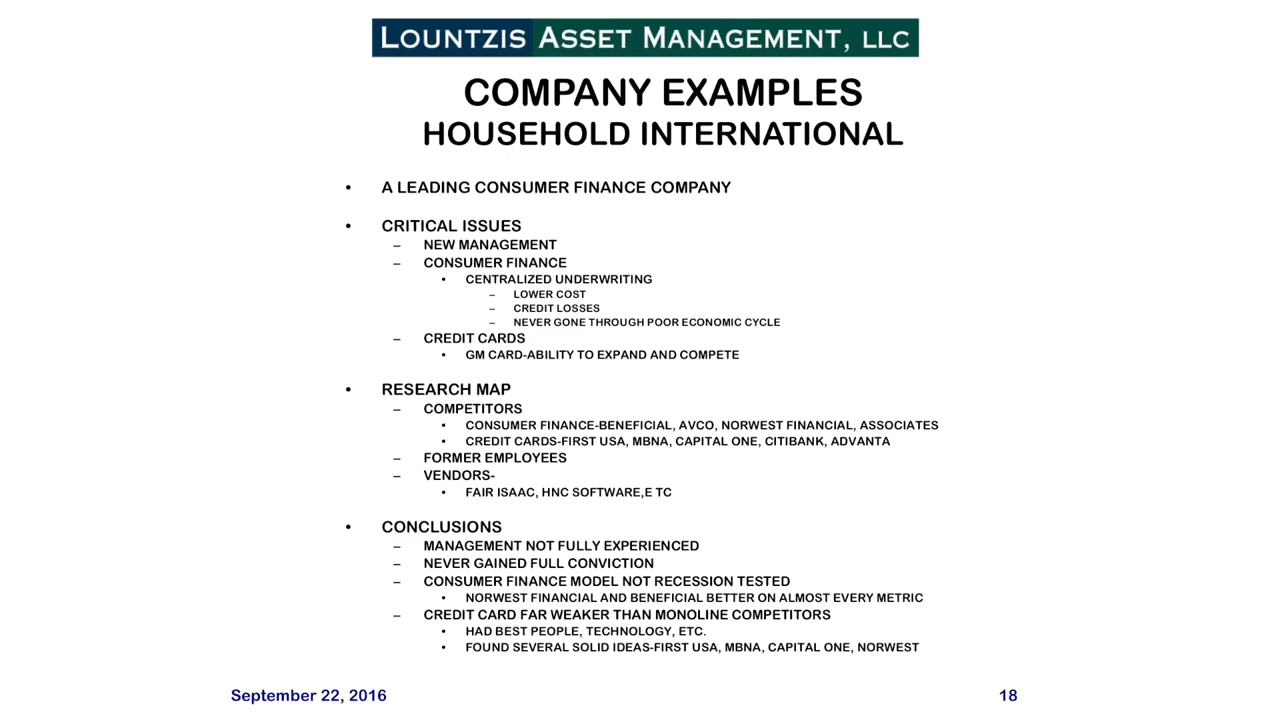 LOUNTZIS ASSET MANAGEMENT, LLC
COMPANY EXAMPLES
HOUSEHOLD INTERNATIONAL
• A LEADING CONSUMER FINANCE COMPANY
• CRITICAL ISSUES
– NEW MANAGEMENT
– CONSUMER FINANCE
• CENTRALIZED UNDERWRITING
– LOWER COST
– CREDIT LOSSES
– NEVER GONE THROUGH POOR ECONOMIC CYCLE
– CREDIT CARDS
• GM CARD-ABILITY TO EXPAND AND COMPETE
• RESEARCH MAP
– COMPETITORS
• CONSUMER FINANCE-BENEFICIAL, AVCO, NORWEST FINANCIAL, ASSOCIATES
• CREDIT CARDS-FIRST USA, MBNA, CAPITAL ONE, CITIBANK, ADVANTA
– FORMER EMPLOYEES
– VENDORS-
• FAIR ISAAC, HNC SOFTWARE,E TC
• CONCLUSIONS
– MANAGEMENT NOT FULLY EXPERIENCED
– NEVER GAINED FULL CONVICTION
– CONSUMER FINANCE MODEL NOT RECESSION TESTED
• NORWEST FINANCIAL AND BENEFICIAL BETTER ON ALMOST EVERY METRIC
– CREDIT CARD FAR WEAKER THAN MONOLINE COMPETITORS
• HAD BEST PEOPLE, TECHNOLOGY, ETC.
• FOUND SEVERAL SOLID IDEAS-FIRST USA, MBNA, CAPITAL ONE, NORWEST
September 22, 2016
18